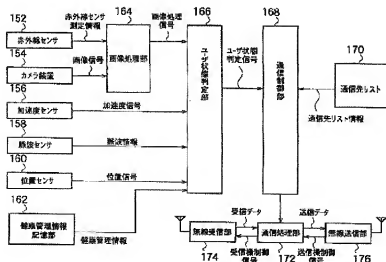 152
赤外線センサ
赤外線センサ
測定情報
164
画像処理
信号
166
168
154
カメラ装置
画像信号
画像処理部
ユーザ状態
判定信号
170
156
加速度センサ
加速度信号
ユーザ状態判定部
通信制御部
通信先リスト
158
脈波センサ
脈波情報
通信先リスト情報
160
位置センサ
位置信号
162
健康管理情報
記憶部
健康管理情報
受信データ
送信データ
無線受信部
通信処理部
無線送信部
174
受信機制御
信号
172
送信機制御
信号
176